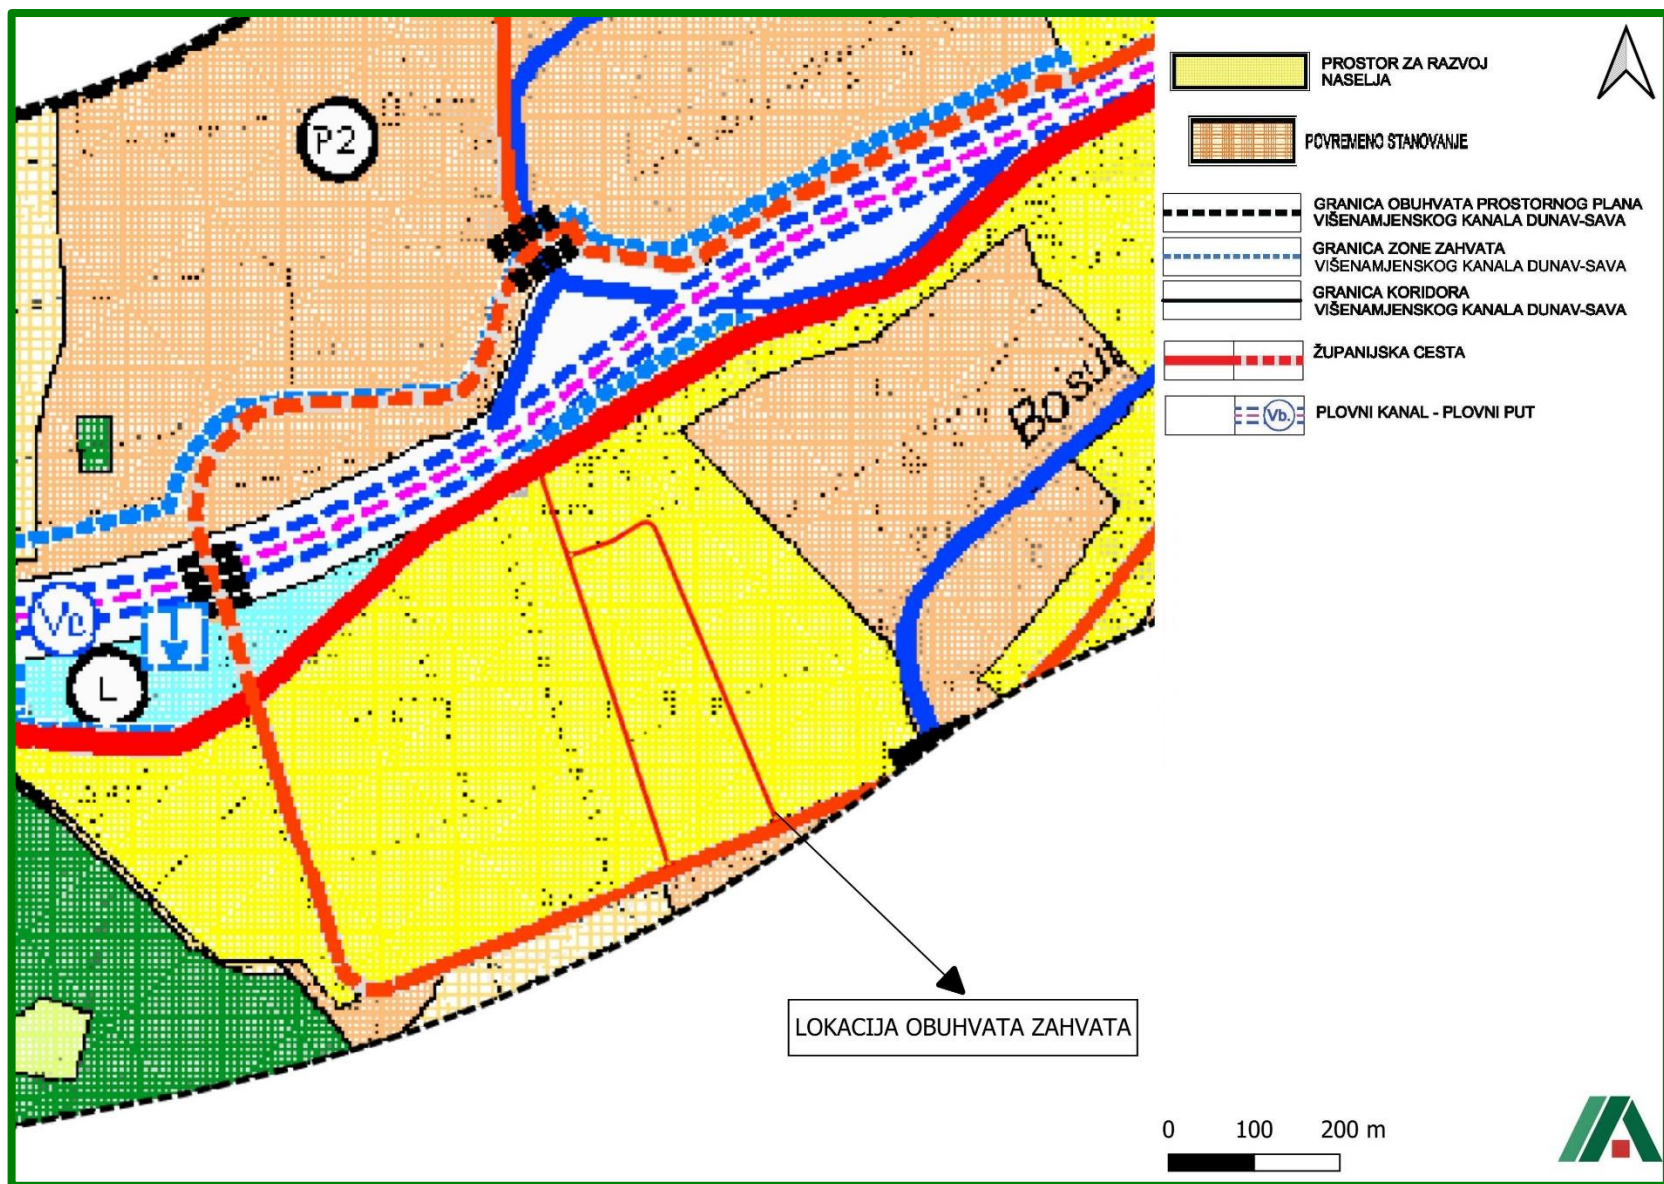 P2
Bosut
Vb
L
LOKACIJA OBUHVATA ZAHVATA
PROSTOR ZA RAZVOJ
NASELJA
POVREMENO STANOVANJE
GRANICA OBUHVATA PROSTORNOG PLANA
VIŠENAMJENSKOG KANALA DUNAV-SAVA
GRANICA ZONE ZAHVATA
VIŠENAMJENSKOG KANALA DUNAV-SAVA
GRANICA KORIDORA
VIŠENAMJENSKOG KANALA DUNAV-SAVA
ŽUPANIJSKA CESTA
Vb.
PLOVNI KANAL - PLOVNI PUT
0 100 200 m